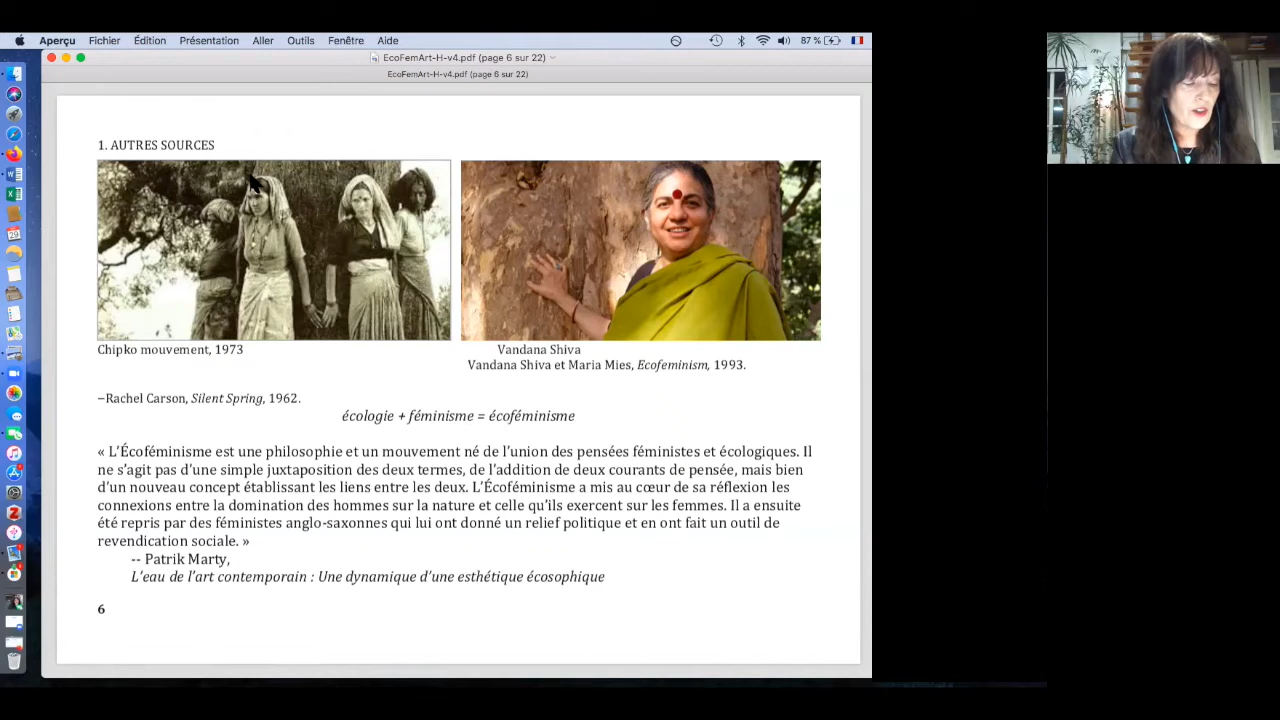 Aperçu Fichier Édition Présentation Aller Outils Fenêtre Aide 87 %
EcoFemArt-H-v4.pdf (page 6 sur 22)
EcoFemArt-H-v4.pdf (page 6 sur 22)
1. AUTRES SOURCES
Chipko mouvement, 1973
Vandana Shiva
Vandana Shiva et Maria Mies, Ecofeminism, 1993.
–Rachel Carson, Silent Spring, 1962.
écologie + féminisme = écoféminisme
« L’Écoféminisme est une philosophie et un mouvement né de l’union des pensées féministes et écologiques. Il
ne s’agit pas d’une simple juxtaposition des deux termes, de l’addition de deux courants de pensée, mais bien
d’un nouveau concept établissant les liens entre les deux. L’Écoféminisme a mis au cœur de sa réflexion les
connexions entre la domination des hommes sur la nature et celle qu’ils exercent sur les femmes. Il a ensuite
été repris par des féministes anglo-saxonnes qui lui ont donné un relief politique et en ont fait un outil de
revendication sociale. »
-- Patrik Marty,
L’eau de l’art contemporain : Une dynamique d’une esthétique écosophique
6